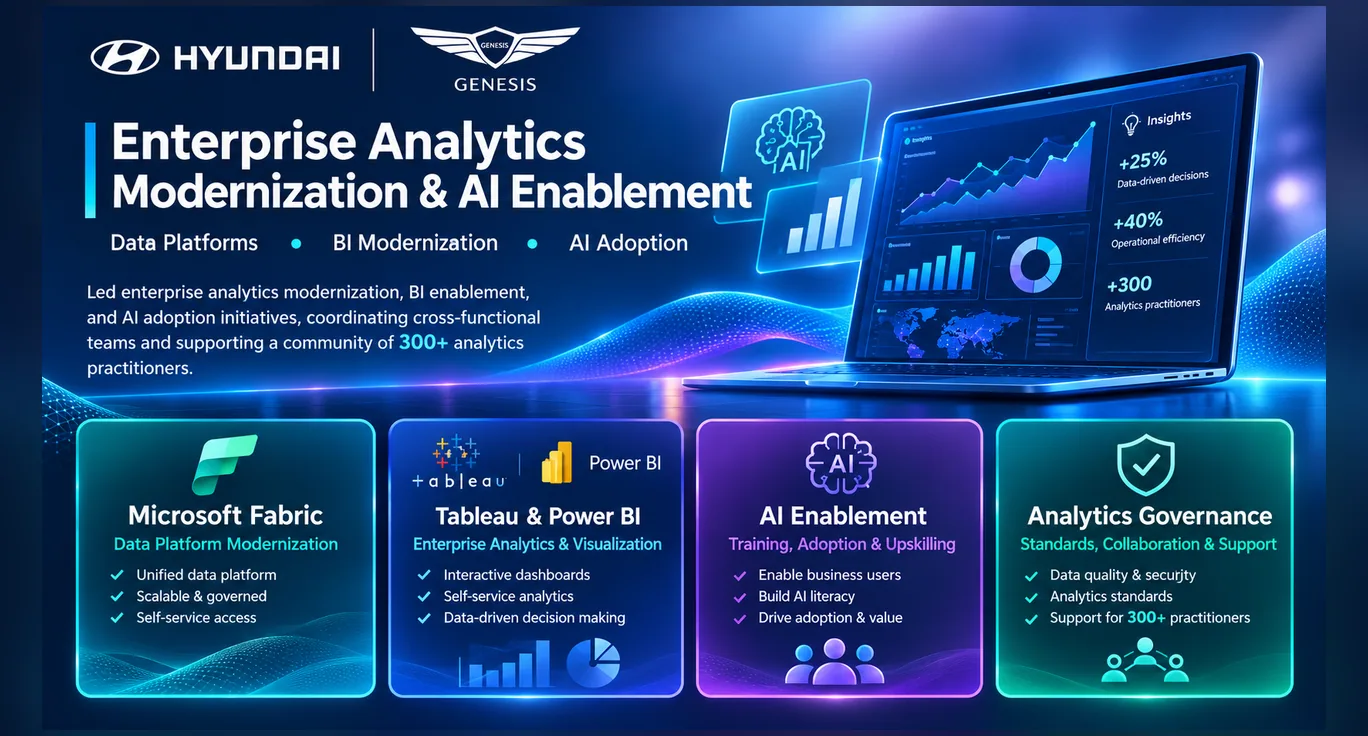 HYUNDAI
GENESIS
GENESIS
Enterprise Analytics
Modernization & AI Enablement
Data Platforms • BI Modernization • AI Adoption
Led enterprise analytics modernization, BI enablement,
and AI adoption initiatives, coordinating cross-functional
teams and supporting a community of 300+ analytics
practitioners.
AI
Insights
+25%
Data-driven decisions
+40%
Operational efficiency
+300
Analytics practitioners
Microsoft Fabric
Data Platform Modernization
Unified data platform
Scalable & governed
Self-service access
+ a b | e a u
Power BI
Tableau & Power BI
Enterprise Analytics & Visualization
Interactive dashboards
Self-service analytics
Data-driven decision making
AI
AI Enablement
Training, Adoption & Upskilling
Enable business users
Build AI literacy
Drive adoption & value
Analytics Governance
Standards, Collaboration & Support
Data quality & security
Analytics standards
Support for 300+ practitioners